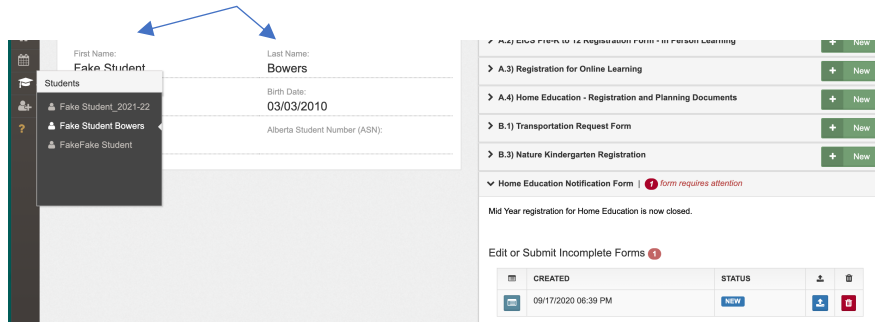 First Name:
Last Name:
Fake Student
Bowers
Birth Date:
03/03/2010
Alberta Student Number (ASN):
Students
Fake Student_2021-22
Fake Student Bowers
FakeFake Student
?
A.2) EICS Pre-K to 12 Registration Form - In Person Learning
+ New
A.3) Registration for Online Learning
+ New
A.4) Home Education - Registration and Planning Documents
+ New
B.1) Transportation Request Form
+ New
B.3) Nature Kindergarten Registration
+ New
Home Education Notification Form | 1 form requires attention
Mid Year registration for Home Education is now closed.
Edit or Submit Incomplete Forms 1
CREATED STATUS
09/17/2020 06:39 PM NEW